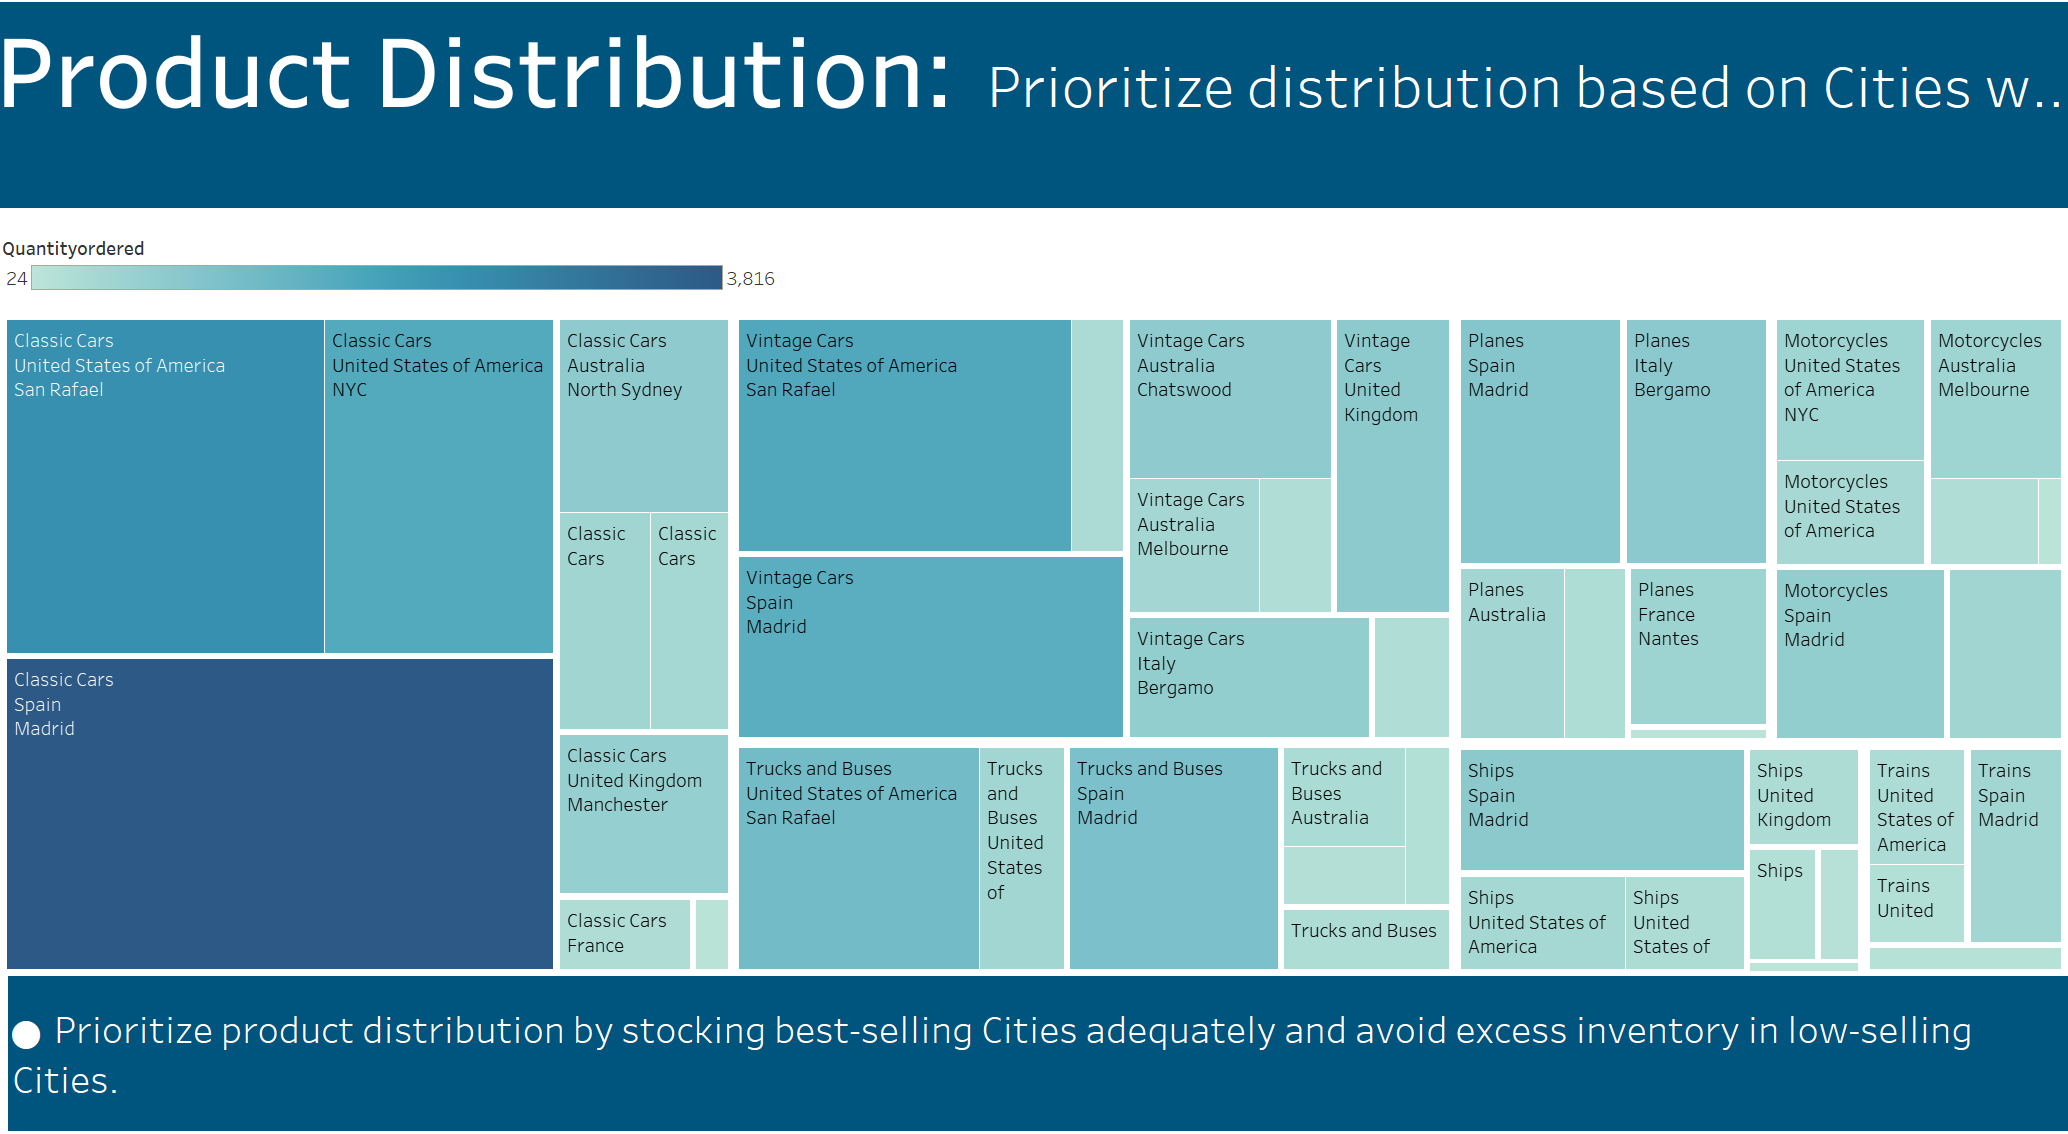 Product Distribution: Prioritize distribution based on Cities w..
Quantityordered
24 3,816
Classic Cars
United States of America
San Rafael
Classic Cars
United States of America
NYC
Classic Cars
Spain
Madrid
Classic Cars
Australia
North Sydney
Classic
Cars
Classic
Cars
Classic Cars
United Kingdom
Manchester
Classic Cars
France
Vintage Cars
United States of America
San Rafael
Vintage Cars
Spain
Madrid
Vintage Cars
Australia
Chatswood
Vintage Cars
Australia
Melbourne
Vintage
Cars
United
Kingdom
Vintage Cars
Italy
Bergamo
Trucks and Buses
United States of America
San Rafael
Trucks
and
Buses
United
States
of
Trucks and Buses
Spain
Madrid
Trucks and
Buses
Australia
Trucks and Buses
Planes
Spain
Madrid
Planes
Italy
Bergamo
Planes
Australia
Planes
France
Nantes
Motorcycles
United States
of America
NYC
Motorcycles
United States
of America
Motorcycles
Australia
Melbourne
Motorcycles
Spain
Madrid
Ships
Spain
Madrid
Ships
United States of
America
Ships
United
States of
Ships
United
Kingdom
Ships
Trains
United
States of
America
Trains
United
Trains
Spain
Madrid
● Prioritize product distribution by stocking best-selling Cities adequately and avoid excess inventory in low-selling
Cities.